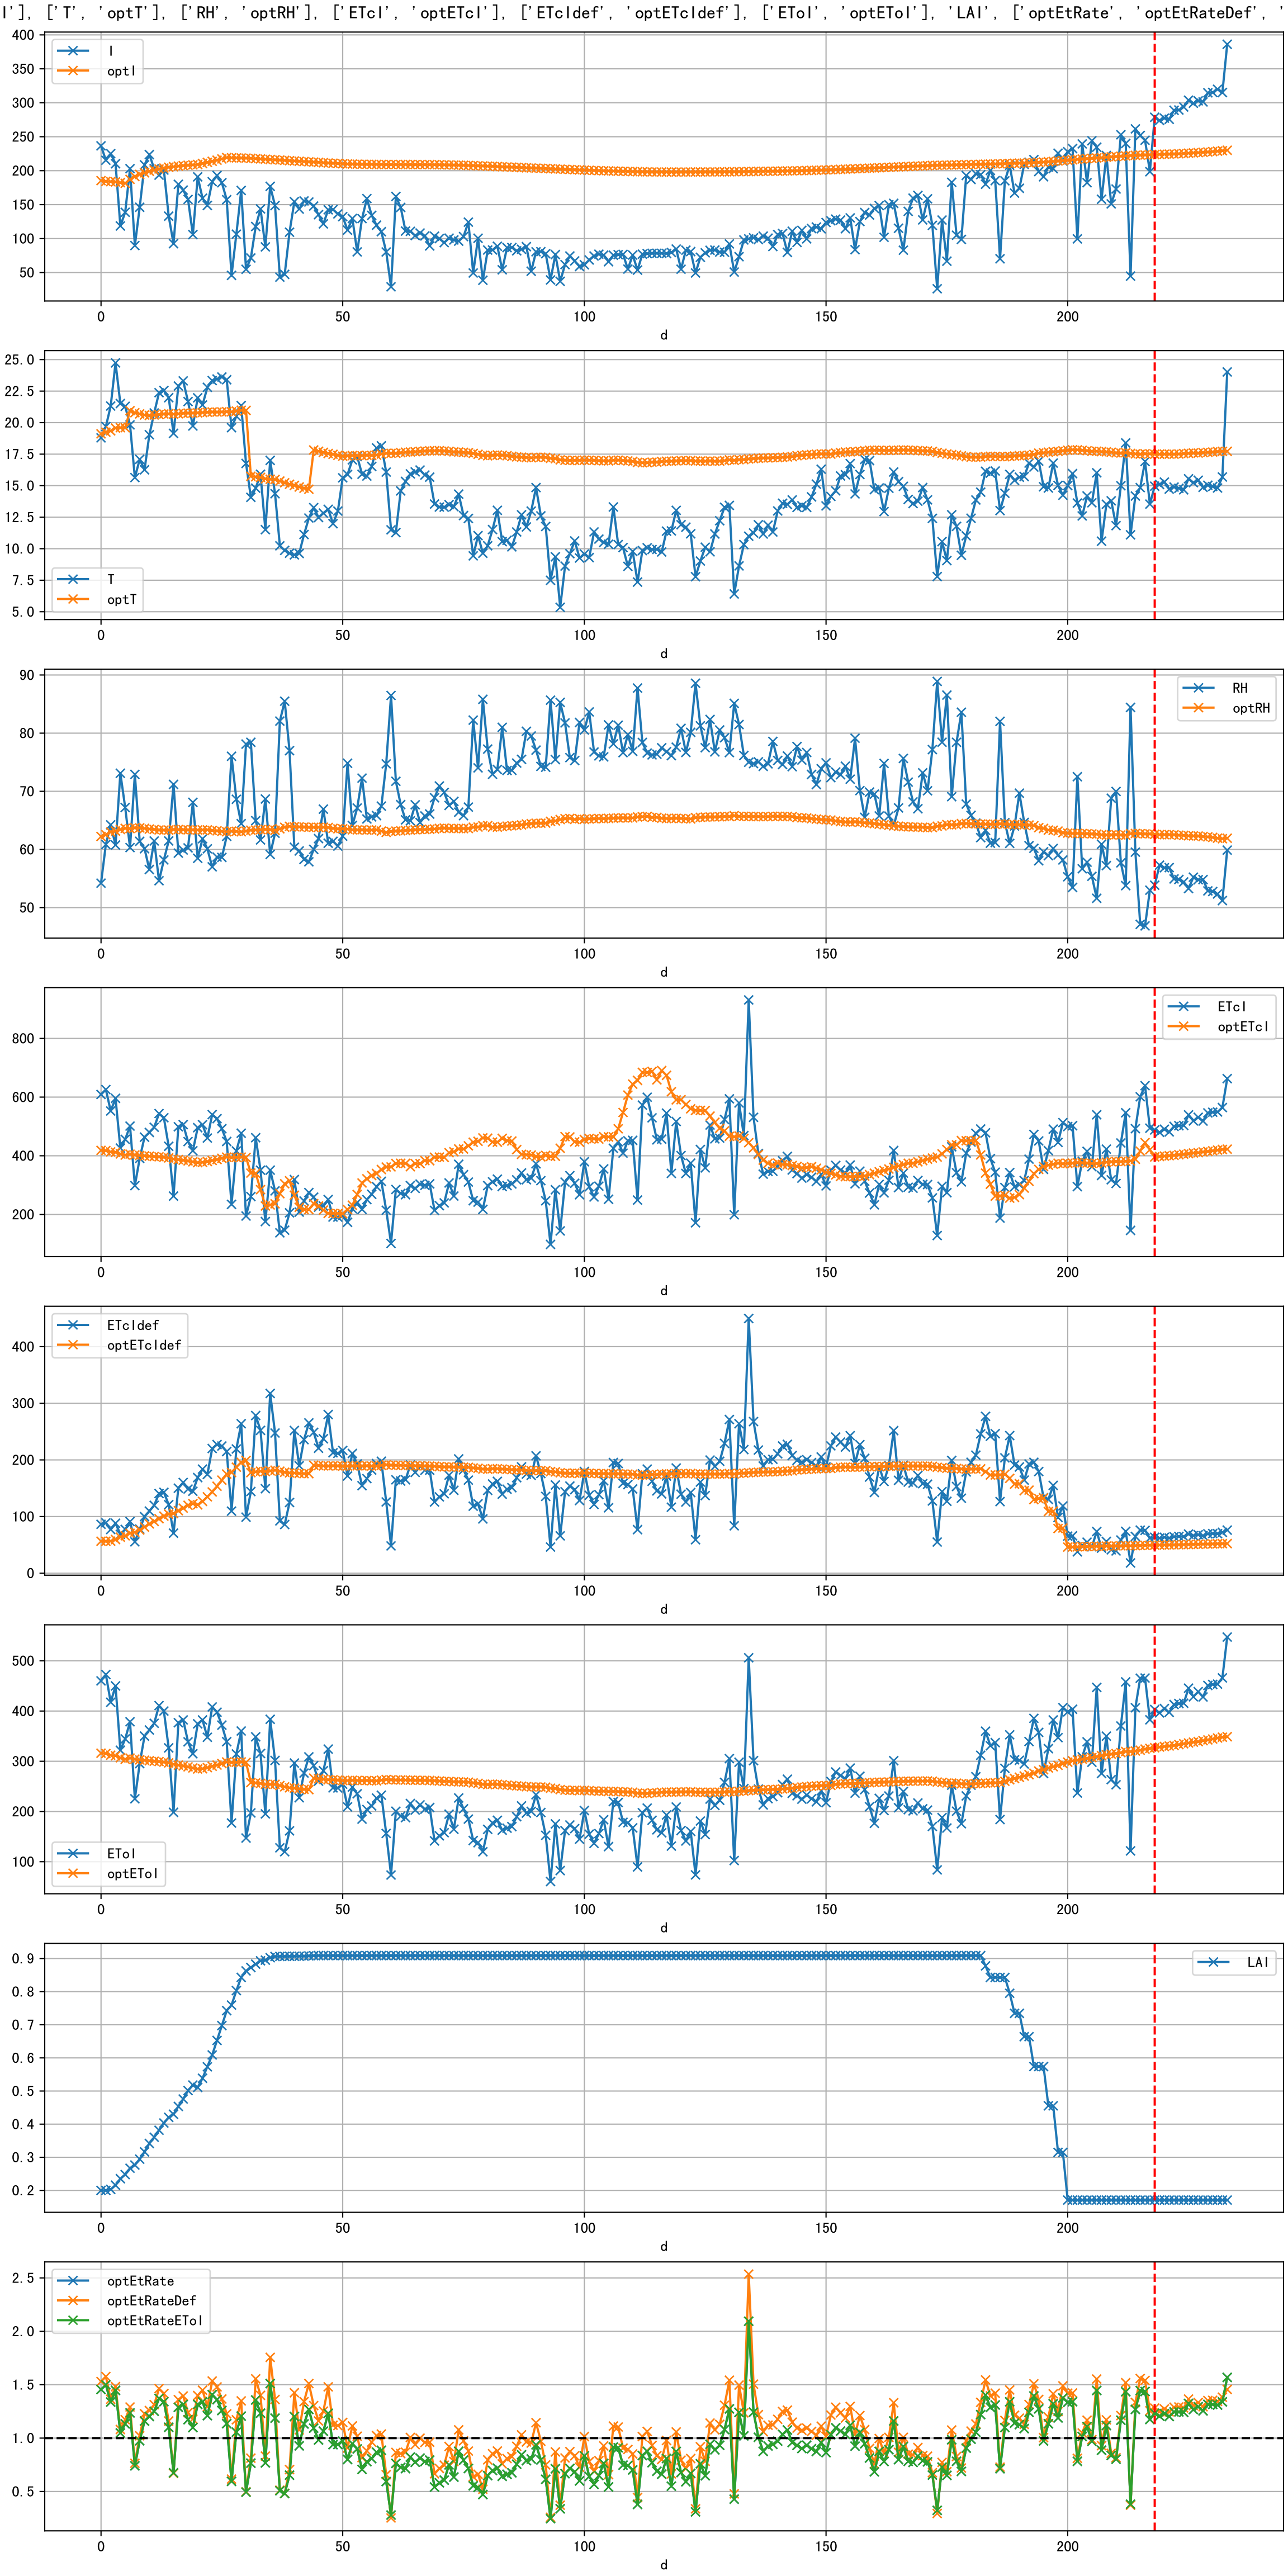 I'], ['T', 'optT'], ['RH', 'optRH'], ['ETcI', 'optETcI'], ['ETcIdef', 'optETcIdef'], ['EToI', 'optEToI'], 'LAI', ['optEtRate', 'optEtRateDef', '
400
350
300
250
200
150
100
50
I
optI
0 50 100 150 200
d
25.0
22.5
20.0
17.5
15.0
12.5
10.0
7.5
5.0
T
optT
0 50 100 150 200
d
90
80
70
60
50
RH
optRH
0 50 100 150 200
d
800
600
400
200
ETcI
optETcI
0 50 100 150 200
d
400
300
200
100
0
ETcIdef
optETcIdef
0 50 100 150 200
d
500
400
300
200
100
EToI
optEToI
0 50 100 150 200
d
0.9
0.8
0.7
0.6
0.5
0.4
0.3
0.2
LAI
0 50 100 150 200
d
2.5
2.0
1.5
1.0
0.5
optEtRate
optEtRateDef
optEtRateEToI
0 50 100 150 200
d